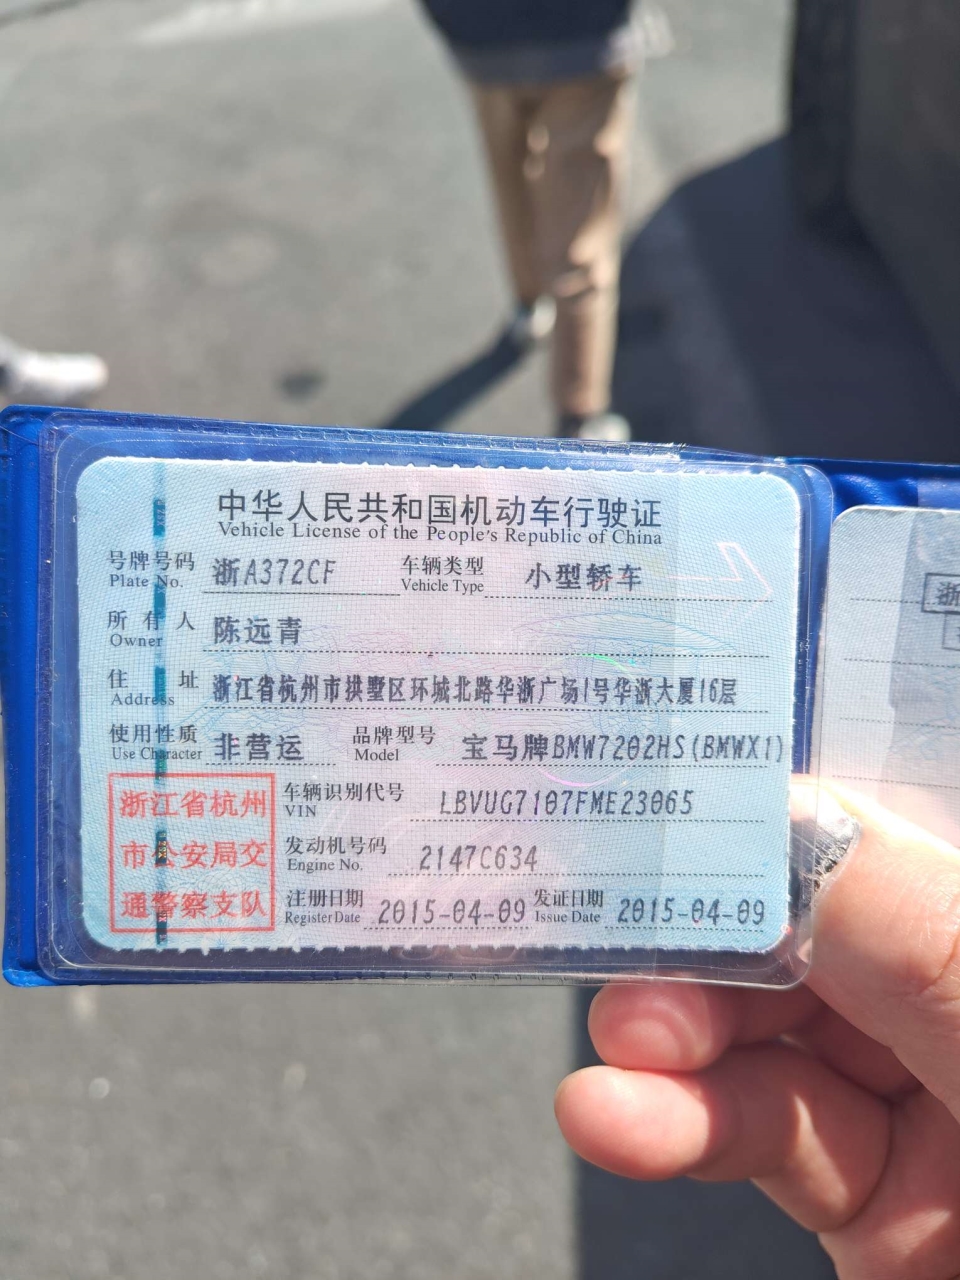 中华人民共和国机动车行驶证
Vehicle License of the People's Republic of China
号牌号码 浙A372CF 车辆类型 小型轿车
Plate No. Vehicle Type
所有人 陈远青
Owner
住址 浙江省杭州市拱墅区环城北路华浙广场1号华浙大厦16层
Address
使用性质 非营运 品牌型号 宝马牌BMW7202HS(BMWX1)
Use Character Model
浙江省杭州
市公安局交
通警察支队
车辆识别代号 LBVUG7107FME23065
VIN
发动机号码 2147C634
Engine No.
注册日期 2015-04-09 发证日期 2015-04-09
Register Date Issue Date
浙